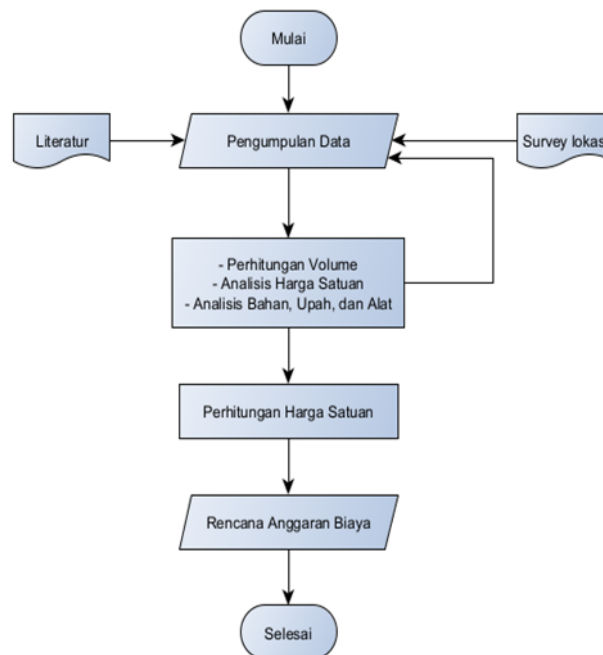 Mulai
Literatur
Pengumpulan Data
Survey lokas
- Perhitungan Volume
- Analisis Harga Satuan
- Analisis Bahan, Upah, dan Alat
Perhitungan Harga Satuan
Rencana Anggaran Biaya
Selesai